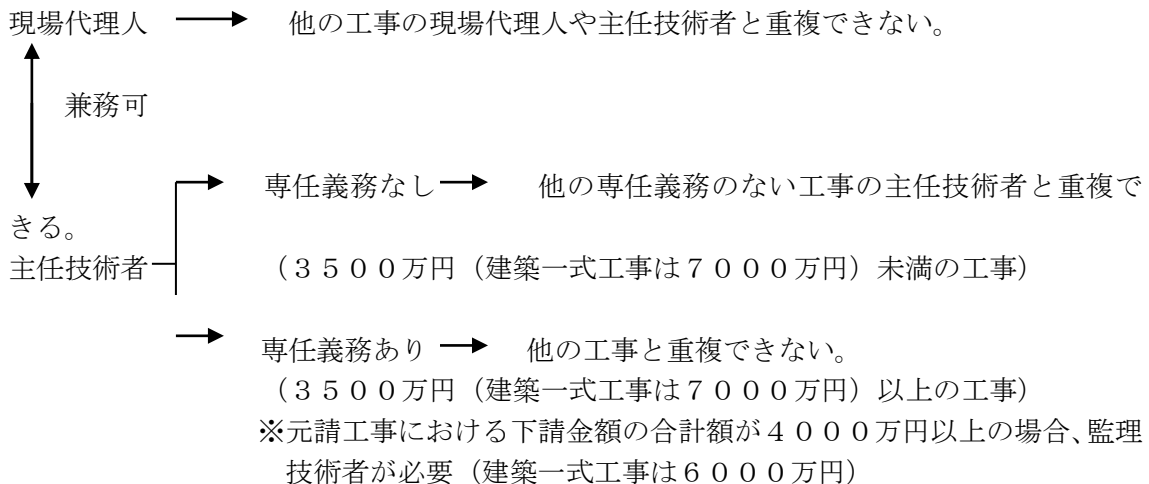 現場代理人 他の工事の現場代理人や主任技術者と重複できない。
兼務可
専任義務なし 他の専任義務のない工事の主任技術者と重複で
きる。
主任技術者
（３５００万円（建築一式工事は７０００万円）未満の工事）
専任義務あり 他の工事と重複できない。
（３５００万円（建築一式工事は７０００万円）以上の工事）
※元請工事における下請金額の合計額が４０００万円以上の場合、監理
技術者が必要（建築一式工事は６０００万円）